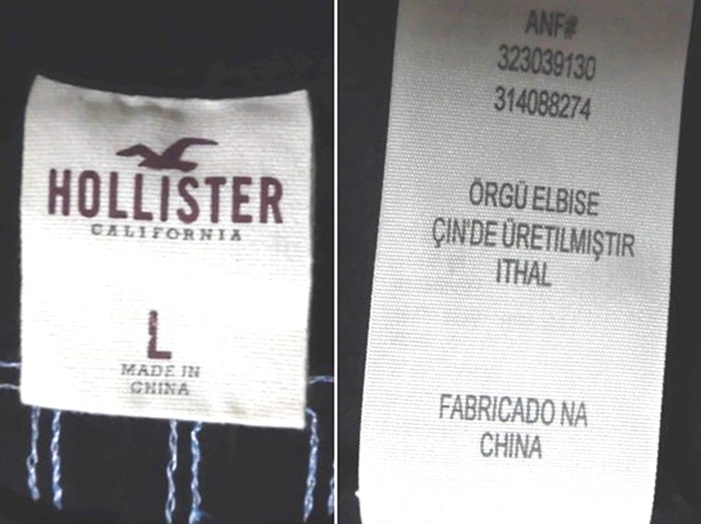 HOLLISTER
CALIFORNIA
L
MADE IN
CHINA
ANF#
323039130
314088274
ÖRGÜ ELBISE
ÇIN'DE ÜRETILMIŞTIR
ITHAL
FABRICADO NA
CHINA